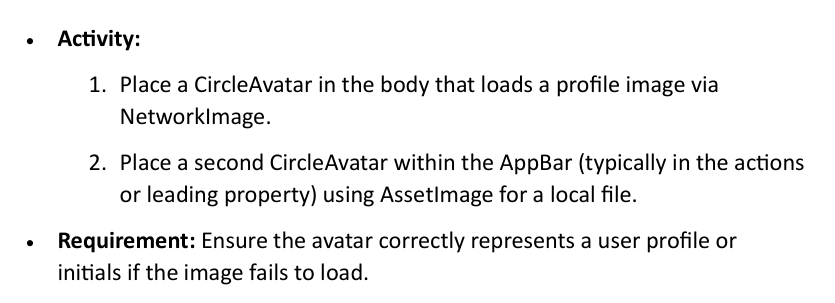 • Activity:
1. Place a CircleAvatar in the body that loads a profile image via
NetworkImage.
2. Place a second CircleAvatar within the AppBar (typically in the actions
or leading property) using AssetImage for a local file.
• Requirement: Ensure the avatar correctly represents a user profile or
initials if the image fails to load.